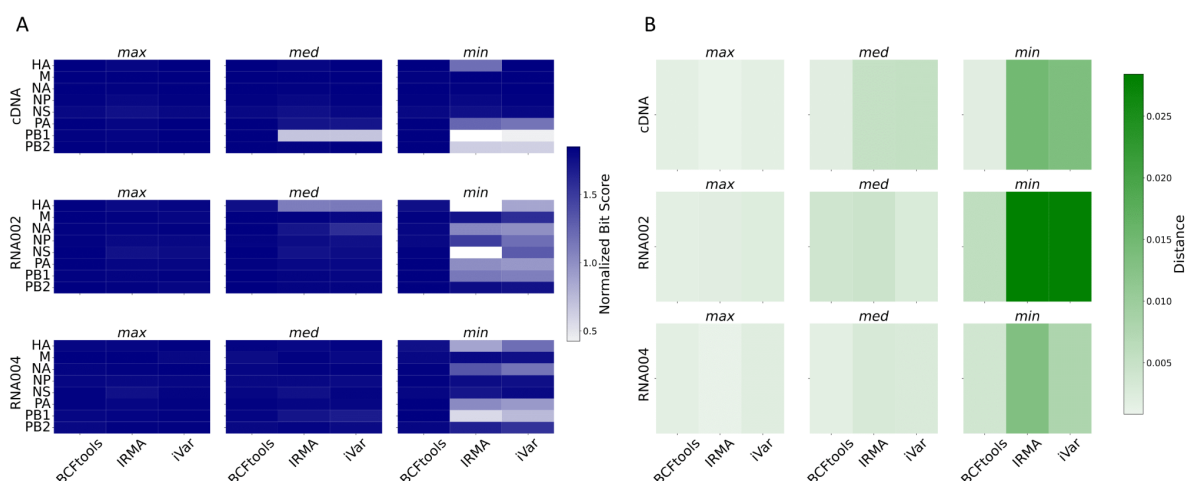 A
max
med
min
cDNA
HA
M
NA
NP
NS
PA
PB1
PB2
RNA002
HA
M
NA
NP
NS
PA
PB1
PB2
RNA004
max
med
min
HA
M
NA
NP
NS
PA
PB1
PB2
BCFtools
IRMA
iVar
BCFtools
IRMA
iVar
BCFtools
IRMA
iVar
1.5
1.0
0.5
Normalized Bit Score
B
max
med
min
cDNA
max
med
min
RNA002
max
med
min
RNA004
BCFtools
IRMA
iVar
BCFtools
IRMA
iVar
BCFtools
IRMA
iVar
0.025
0.020
0.015
0.010
0.005
Distance